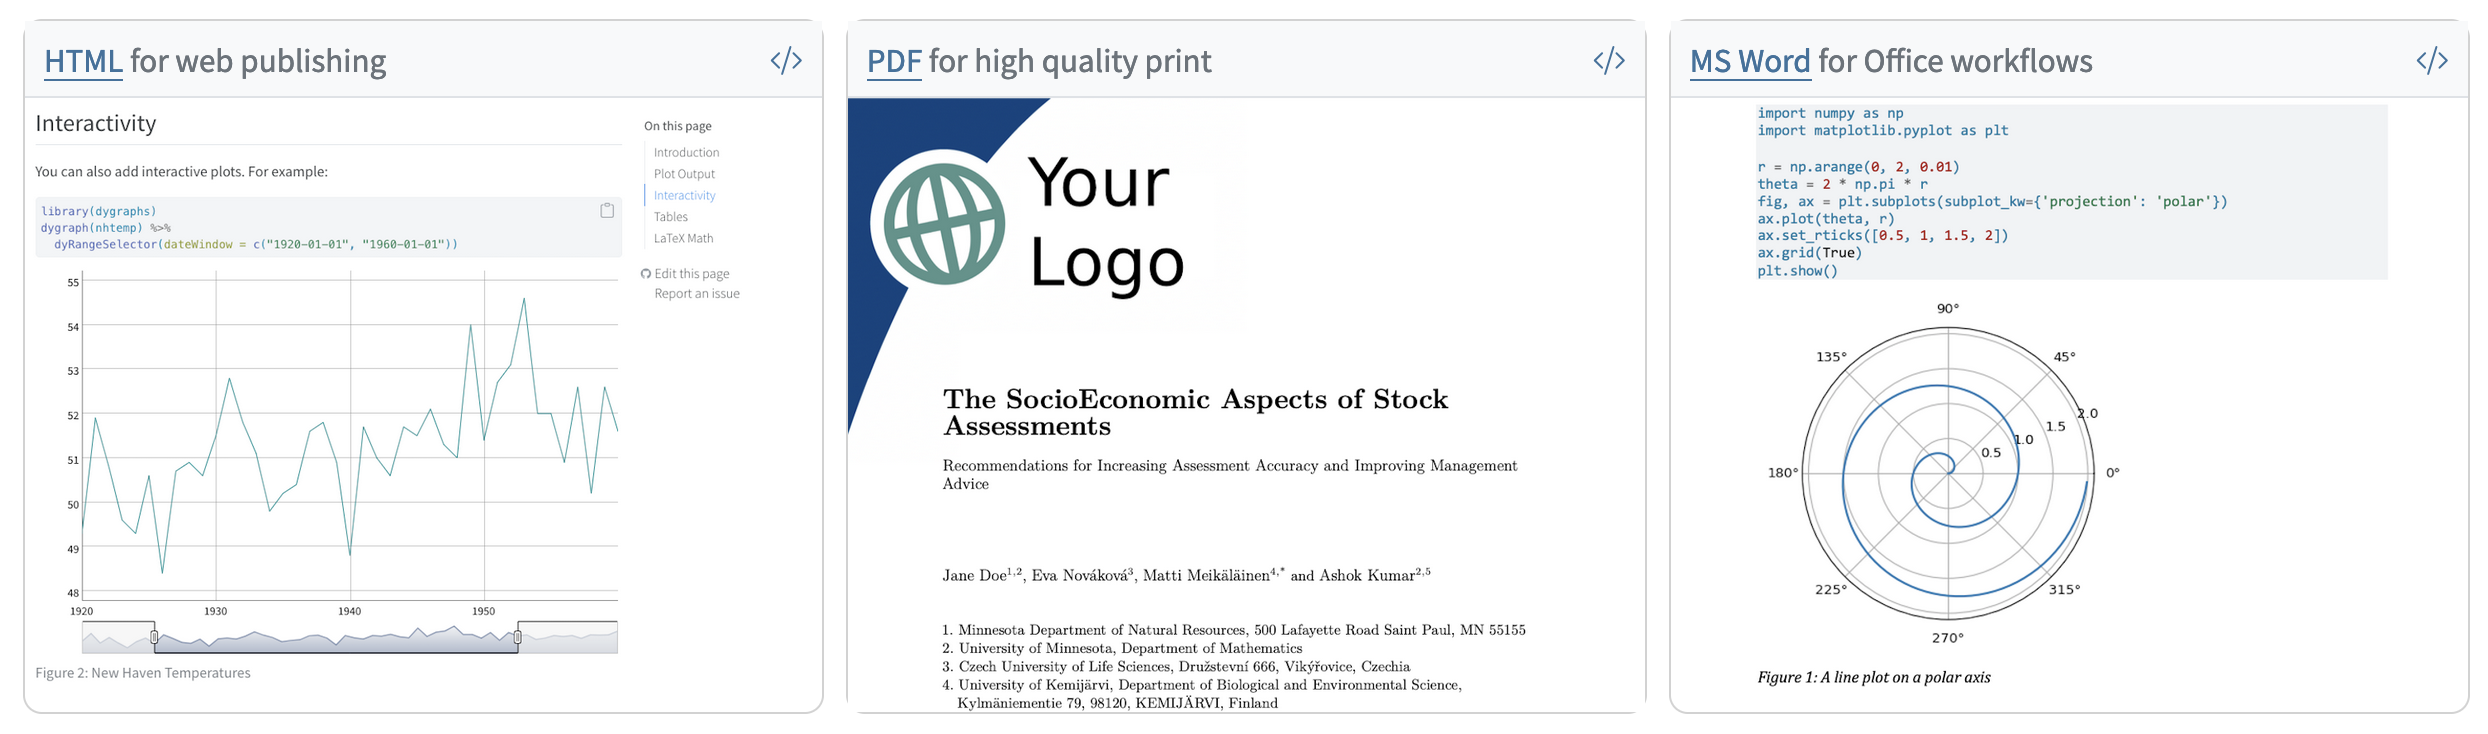 HTML for web publishing
Interactivity
You can also add interactive plots. For example:
library(dygraphs)
dygraph(nhtemp) %>%
  dyRangeSelector(dateWindow = c("1920-01-01", "1960-01-01"))
55
54
53
52
51
50
49
48
1920 1930 1940 1950
Figure 2: New Haven Temperatures
On this page
Introduction
Plot Output
Interactivity
Tables
LaTeX Math
Edit this page
Report an issue
PDF for high quality print
Your
Logo
The SocioEconomic Aspects of Stock
Assessments
Recommendations for Increasing Assessment Accuracy and Improving Management
Advice
Jane Doe1,2, Eva Nováková3, Matti Meikäläinen4,* and Ashok Kumar2,5
1. Minnesota Department of Natural Resources, 500 Lafayette Road Saint Paul, MN 55155
2. University of Minnesota, Department of Mathematics
3. Czech University of Life Sciences, Družstevní 666, Vikýřovice, Czechia
4. University of Kemijärvi, Department of Biological and Environmental Science,
Kylmäniementie 79, 98120, KEMIJÄRVI, Finland
MS Word for Office workflows
import numpy as np
import matplotlib.pyplot as plt
r = np.arange(0, 2, 0.01)
theta = 2 * np.pi * r
fig, ax = plt.subplots(subplot_kw={'projection': 'polar'})
ax.plot(theta, r)
ax.set_rticks([0.5, 1, 1.5, 2])
ax.grid(True)
plt.show()
90°
135° 45°
2.0
1.5
1.0
0.5
180° 0°
225° 315°
270°
Figure 1: A line plot on a polar axis